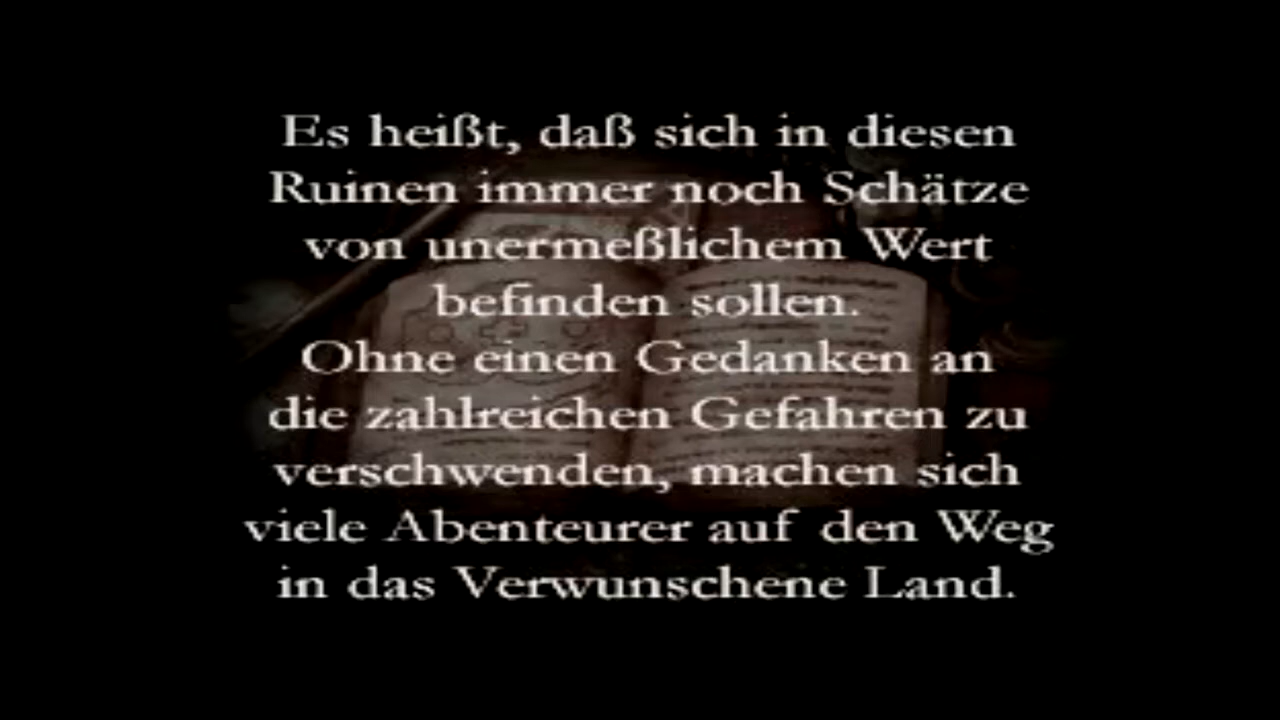 Es heißt, daß sich in diesen
Ruinen immer noch Schätze
von unermeßlichem Wert
befinden sollen.
Ohne einen Gedanken an
die zahlreichen Gefahren zu
verschwenden, machen sich
viele Abenteurer auf den Weg
in das Verwunschene Land.